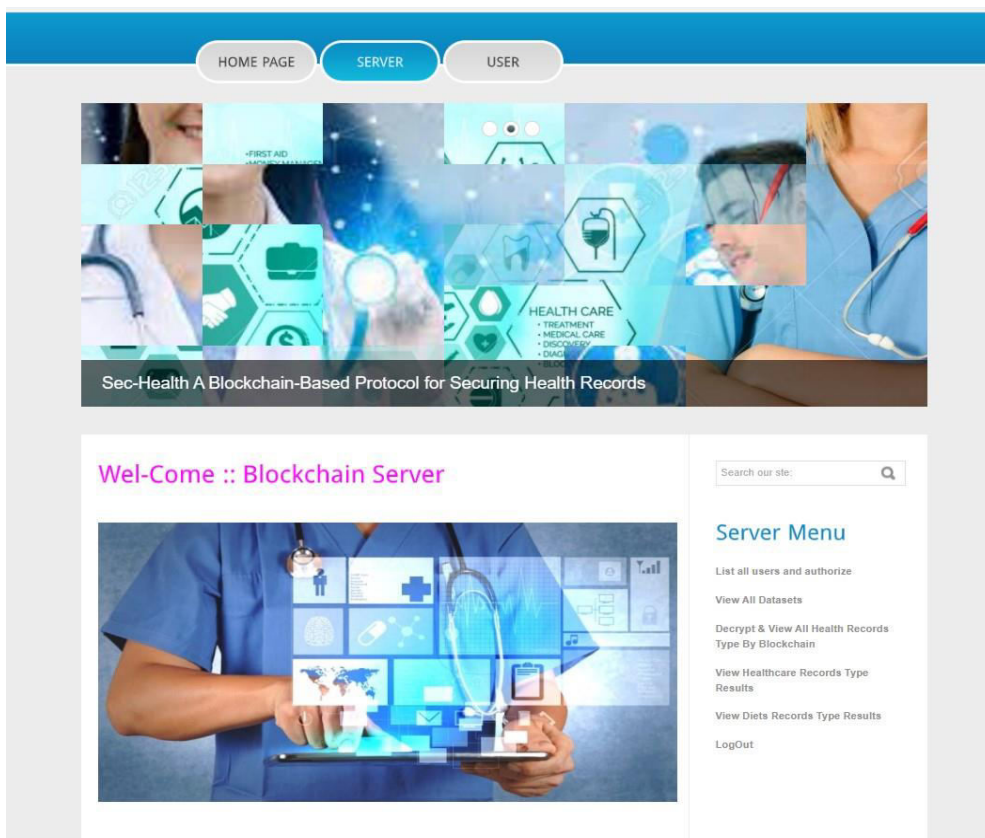 HOME PAGE
SERVER
USER
•FIRST AID
HEALTH CARE
• TREATMENT
• MEDICAL CARE
• DISCOVERY
Sec-Health A Blockchain-Based Protocol for Securing Health Records
Wel-Come :: Blockchain Server
Search our ste:
Server Menu
List all users and authorize
View All Datasets
Decrypt & View All Health Records
Type By Blockchain
View Healthcare Records Type
Results
View Diets Records Type Results
LogOut